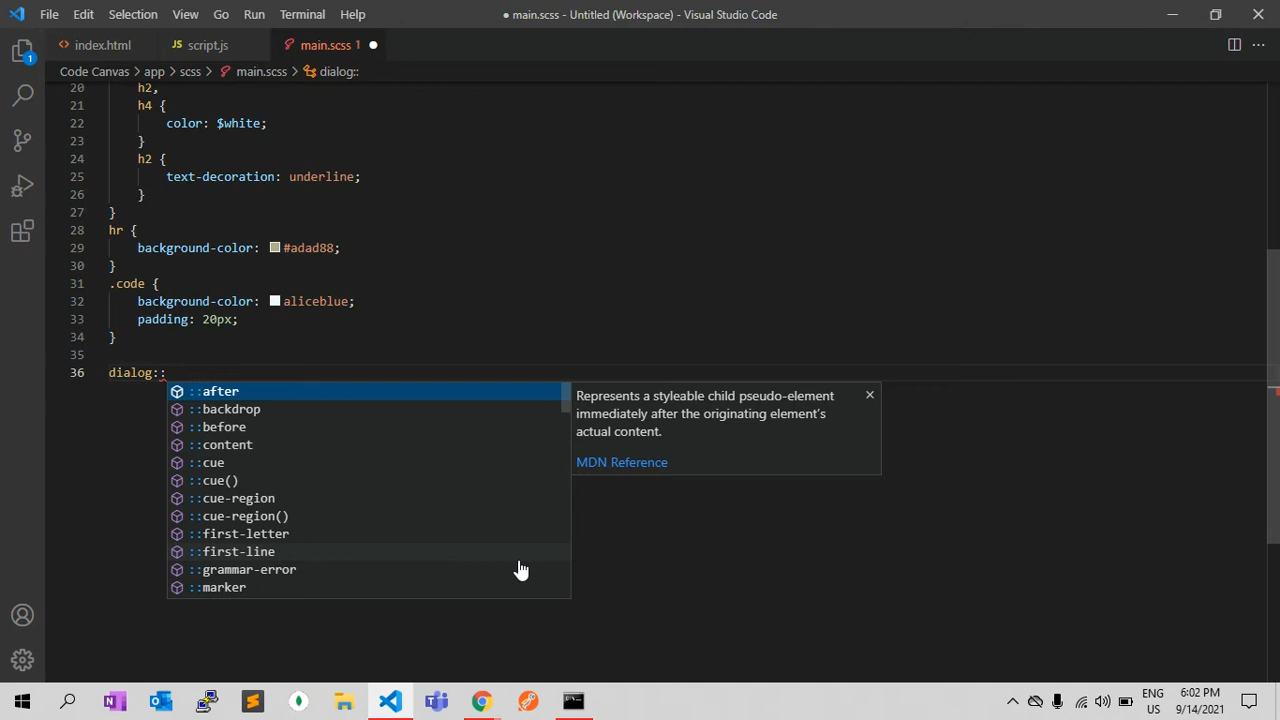 File Edit Selection View Go Run Terminal Help
● main.scss - Untitled (Workspace) - Visual Studio Code
index.html
JS script.js
main.scss 1
Code Canvas > app > scss > main.scss > dialog::
20 h2,
21 h4 {
22 color: $white;
23 }
24 h2 {
25 text-decoration: underline;
26 }
27 }
28 hr {
29 background-color: #adad88;
30 }
31 .code {
32 background-color: aliceblue;
33 padding: 20px;
34 }
35
36 dialog::
::after
::backdrop
::before
::content
::cue
::cue()
::cue-region
::cue-region()
::first-letter
::first-line
::grammar-error
::marker
Represents a styleable child pseudo-element
immediately after the originating element's
actual content.
MDN Reference
1
ENG
US
6:02 PM
9/14/2021